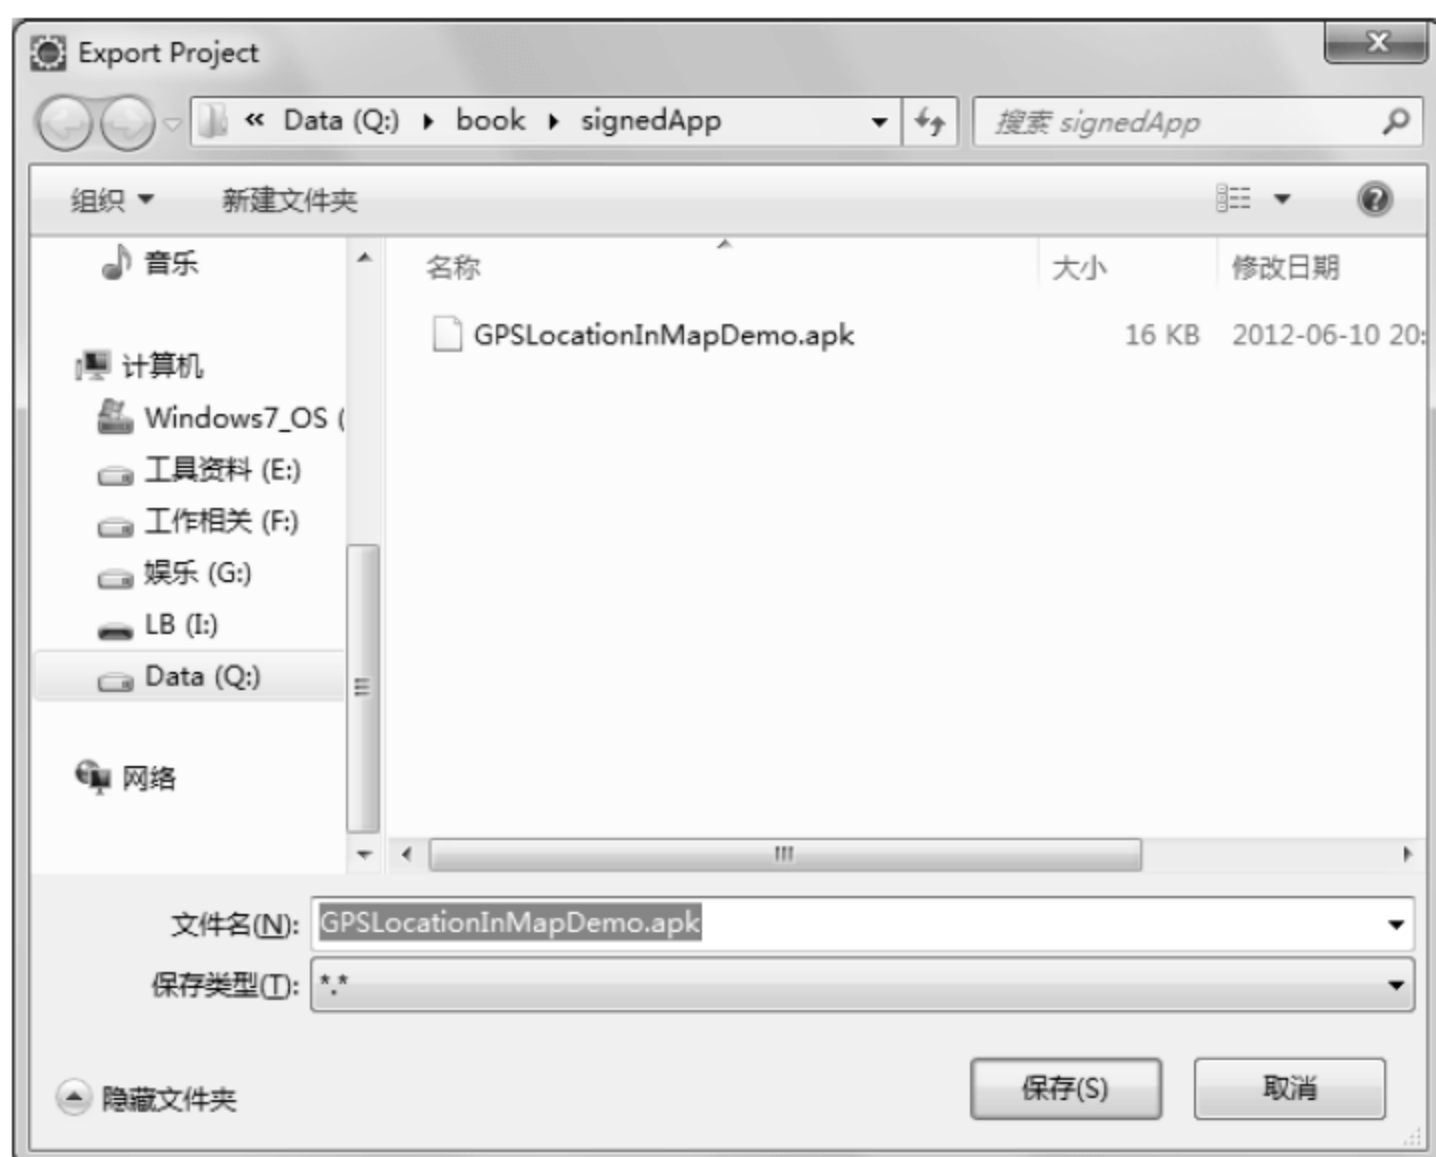 Export Project
« Data (Q:) ▸ book ▸ signedApp
搜索 signedApp
组织 新建文件夹
音乐
计算机
Windows7_OS (
工具资料 (E:)
工作相关 (F:)
娱乐 (G:)
LB (I:)
Data (Q:)
网络
名称 大小 修改日期
GPSLocationInMapDemo.apk 16 KB 2012-06-10 20:
文件名(N): GPSLocationInMapDemo.apk
保存类型(T): *.*
隐藏文件夹 保存(S) 取消